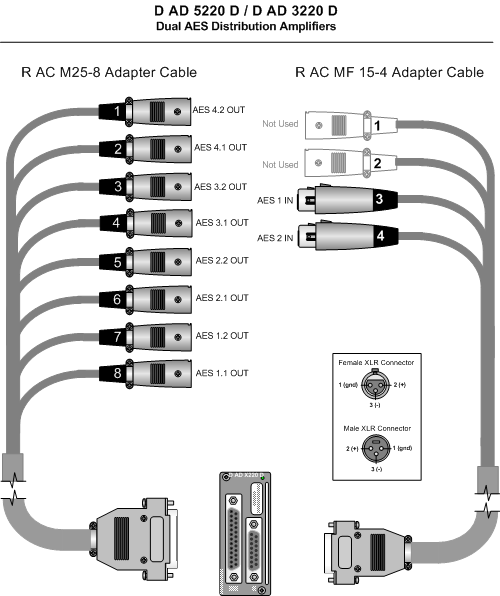 D AD 5220 D / D AD 3220 D
Dual AES Distribution Amplifiers
R AC M25-8 Adapter Cable
R AC MF 15-4 Adapter Cable
1 AES 4.2 OUT
2 AES 4.1 OUT
3 AES 3.2 OUT
4 AES 3.1 OUT
5 AES 2.2 OUT
6 AES 2.1 OUT
7 AES 1.2 OUT
8 AES 1.1 OUT
Not Used 1
Not Used 2
AES 1 IN 3
AES 2 IN 4
Female XLR Connector
1 (gnd) 2 (+)
3 (-)
Male XLR Connector
2 (+) 1 (gnd)
3 (-)
D AD X220 D